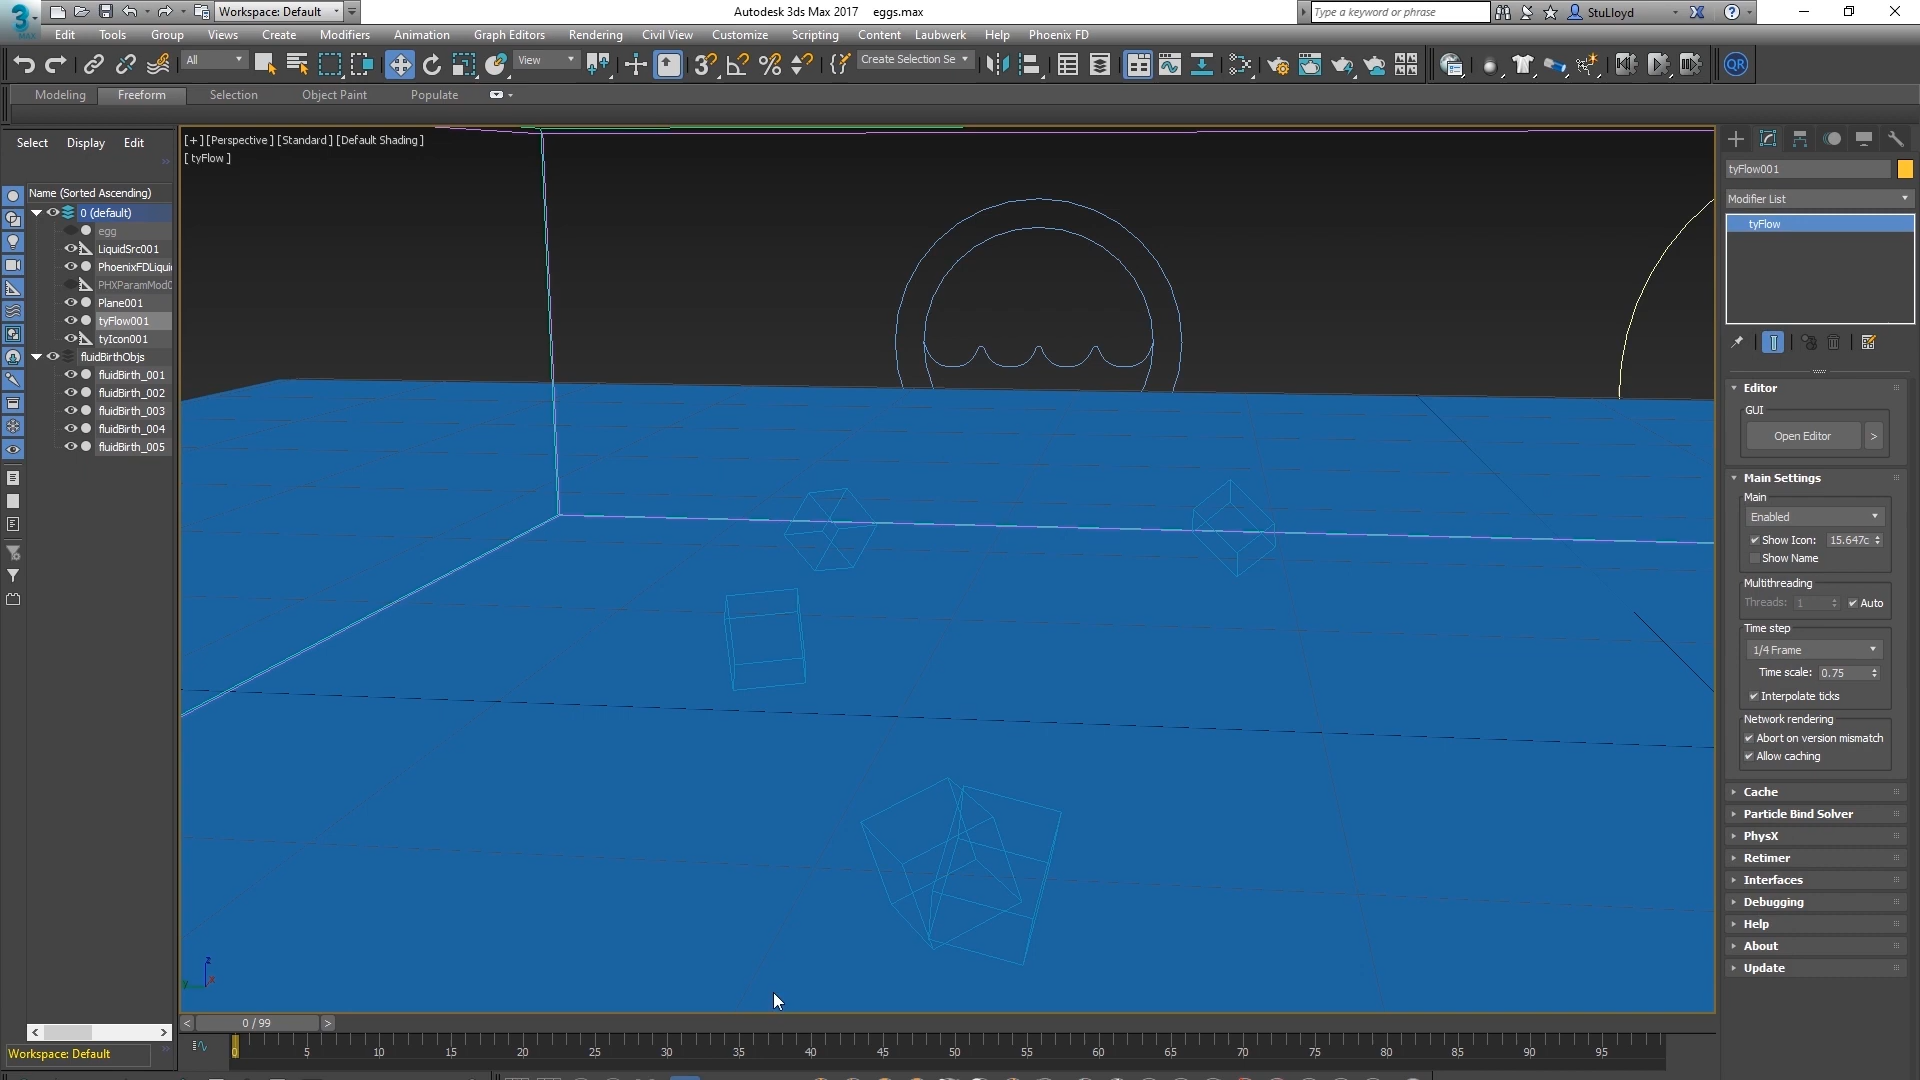 Workspace: Default
Autodesk 3ds Max 2017    eggs.max
Type a keyword or phrase
StuLloyd
MAX
Edit Tools Group Views Create Modifiers Animation Graph Editors Rendering Civil View Customize Scripting Content Laubwerk Help Phoenix FD
All
View
Create Selection Se
QR
Modeling Freeform Selection Object Paint Populate
Select Display Edit
Name (Sorted Ascending)
0 (default)
egg
LiquidSrc001
PhoenixFDLiqui
PHXParamMod0
Plane001
tyFlow001
tyIcon001
fluidBirthObjs
fluidBirth_001
fluidBirth_002
fluidBirth_003
fluidBirth_004
fluidBirth_005
[+] [Perspective ] [Standard ] [Default Shading ]
[ tyFlow ]
z
x
y
tyFlow001
Modifier List
tyFlow
Editor
GUI
Open Editor >
Main Settings
Main
Enabled
Show Icon: 15.647c
Show Name
Multithreading
Threads: 1 Auto
Time step
1/4 Frame
Time scale: 0.75
Interpolate ticks
Network rendering
Abort on version mismatch
Allow caching
Cache
Particle Bind Solver
PhysX
Retimer
Interfaces
Debugging
Help
About
Update
< 0 / 99 >
0 5 10 15 20 25 30 35 40 45 50 55 60 65 70 75 80 85 90 95
Workspace: Default